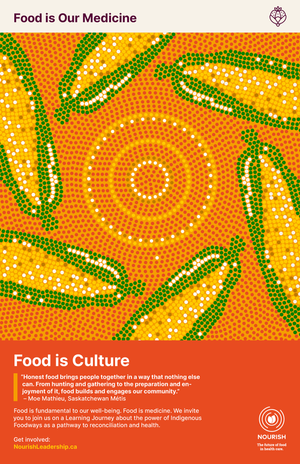 Food is Our Medicine
Food is Culture
"Honest food brings people together in a way that nothing else
can. From hunting and gathering to the preparation and en-
joyment of it, food builds and engages our community."
– Moe Mathieu, Saskatchewan Métis
Food is fundamental to our well-being. Food is medicine. We invite
you to join us on a Learning Journey about the power of Indigenous
Foodways as a pathway to reconciliation and health.
Get involved:
NourishLeadership.ca
NOURISH
The future of food
in health care.